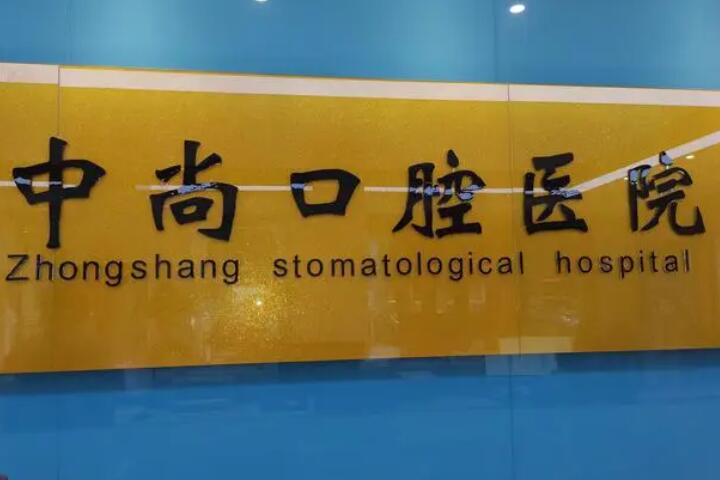 中尚口腔医院
Zhongshang stomatological hospital